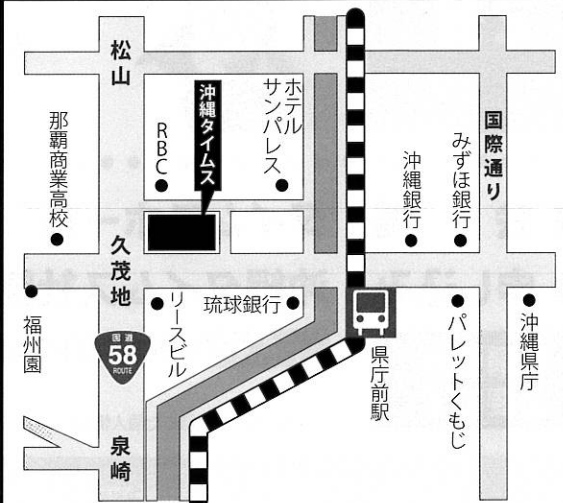 松山
ホテル
サンパレス
沖縄タイムス
RBC
那覇商業高校
国際通り
みずほ銀行
沖縄銀行
久茂地
リースビル
琉球銀行
福州園
国道
58
ROUTE
県庁前駅
パレットくもじ
沖縄県庁
泉崎